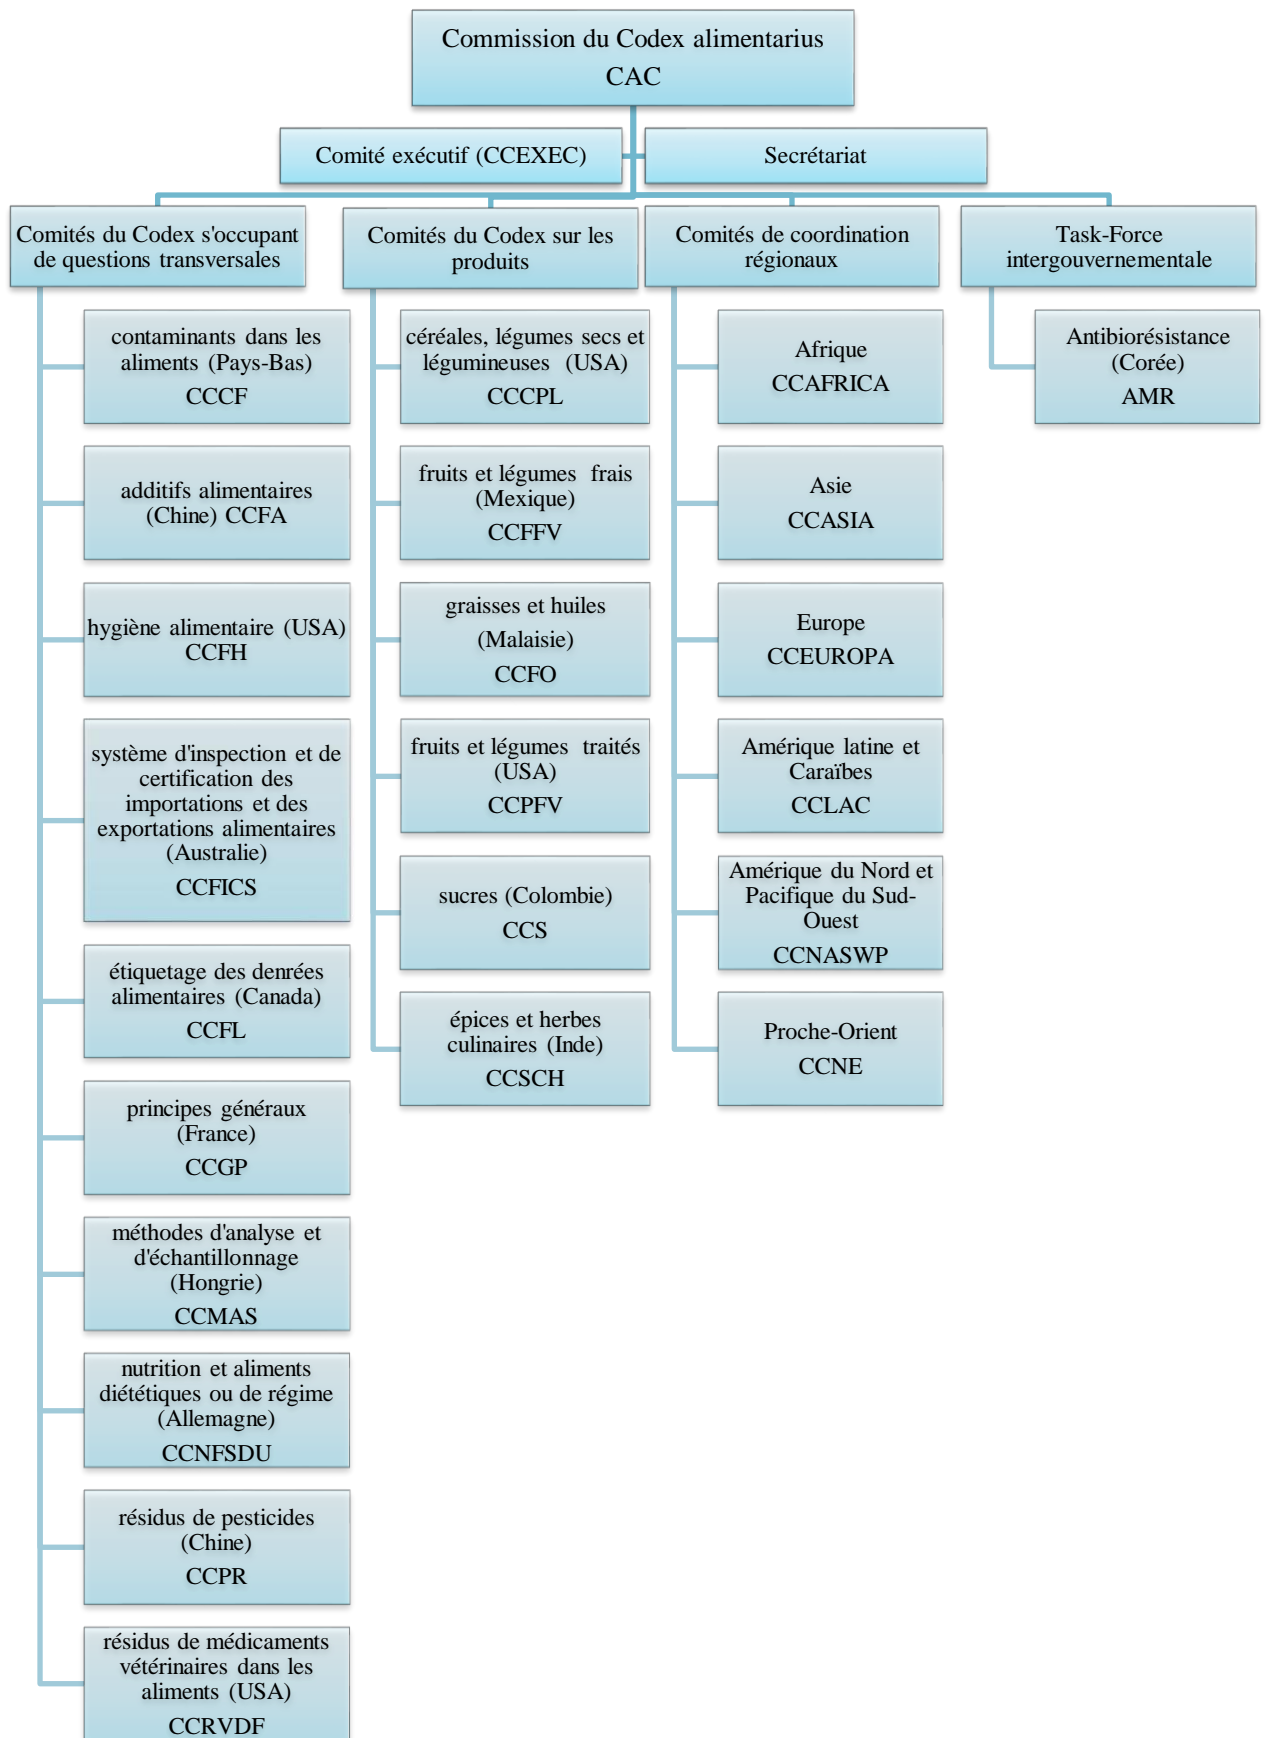 Commission du Codex alimentarius
CAC
Comité exécutif (CCEXEC)
Secrétariat
Comités du Codex s'occupant
de questions transversales
contaminants dans les
aliments (Pays-Bas)
CCCF
additifs alimentaires
(Chine) CCFA
hygiène alimentaire (USA)
CCFH
système d'inspection et de
certification des
importations et des
exportations alimentaires
(Australie)
CCFICS
étiquetage des denrées
alimentaires (Canada)
CCFL
principes généraux
(France)
CCGP
méthodes d'analyse et
d'échantillonnage
(Hongrie)
CCMAS
nutrition et aliments
diététiques ou de régime
(Allemagne)
CCNFSDU
résidus de pesticides
(Chine)
CCPR
résidus de médicaments
vétérinaires dans les
aliments (USA)
CCRVDF
Comités du Codex sur les
produits
céréales, légumes secs et
légumineuses (USA)
CCCPL
fruits et légumes frais
(Mexique)
CCFFV
graisses et huiles
(Malaisie)
CCFO
fruits et légumes traités
(USA)
CCPFV
sucres (Colombie)
CCS
épices et herbes
culinaires (Inde)
CCSCH
Comités de coordination
régionaux
Afrique
CCAFRICA
Asie
CCASIA
Europe
CCEUROPA
Amérique latine et
Caraïbes
CCLAC
Amérique du Nord et
Pacifique du Sud-
Ouest
CCNASWP
Proche-Orient
CCNE
Task-Force
intergouvernementale
Antibiorésistance
(Corée)
AMR